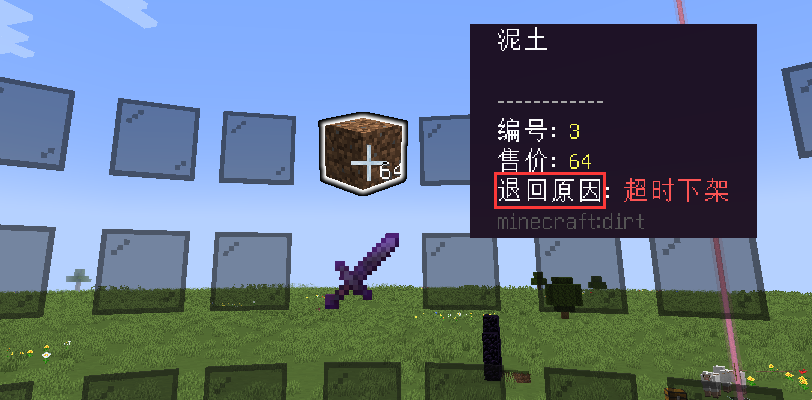 泥土
------------
编号: 3
售价: 64
退回原因: 超时下架
minecraft:dirt
64